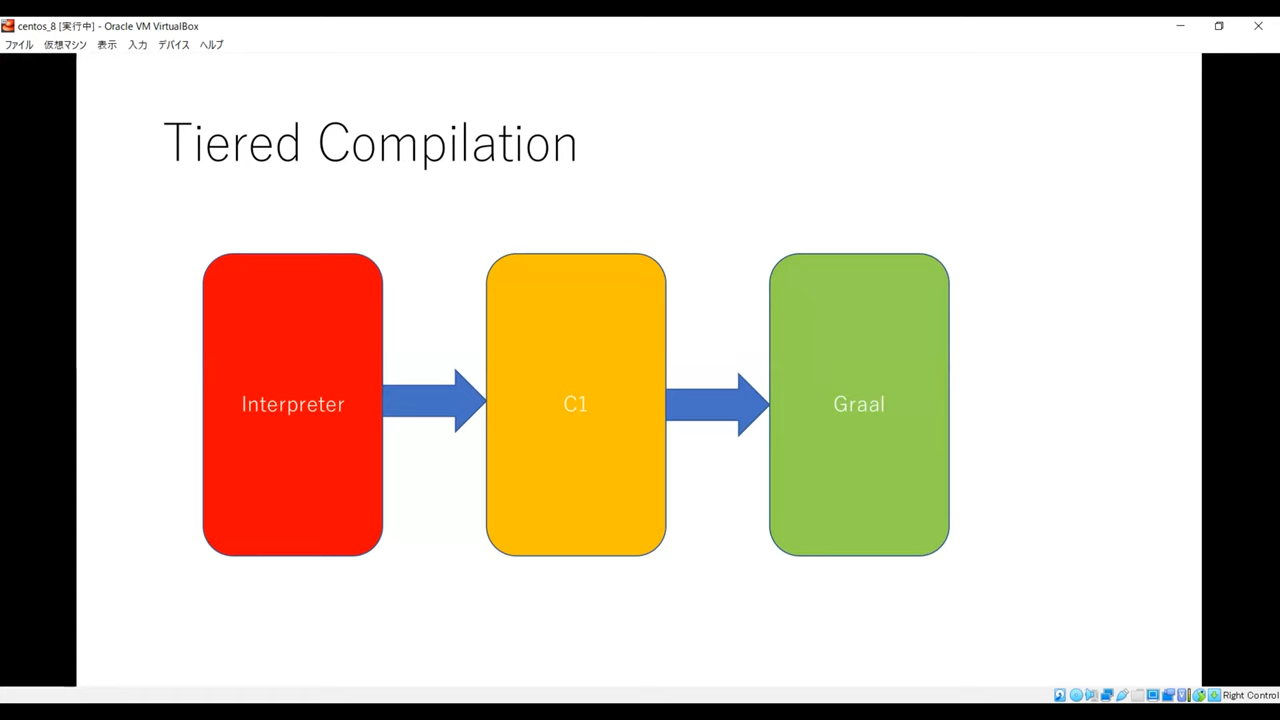 centos_8 [実行中] - Oracle VM VirtualBox
ファイル 仮想マシン 表示 入力 デバイス ヘルプ
Tiered Compilation
Interpreter
C1
Graal
Right Control